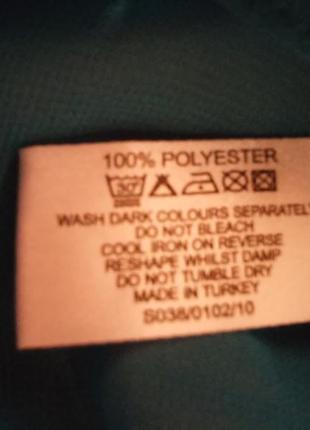 100% POLYESTER
30°
WASH DARK COLOURS SEPARATELY
DO NOT BLEACH
COOL IRON ON REVERSE
RESHAPE WHILST DAMP
DO NOT TUMBLE DRY
MADE IN TURKEY
S038/0102/10